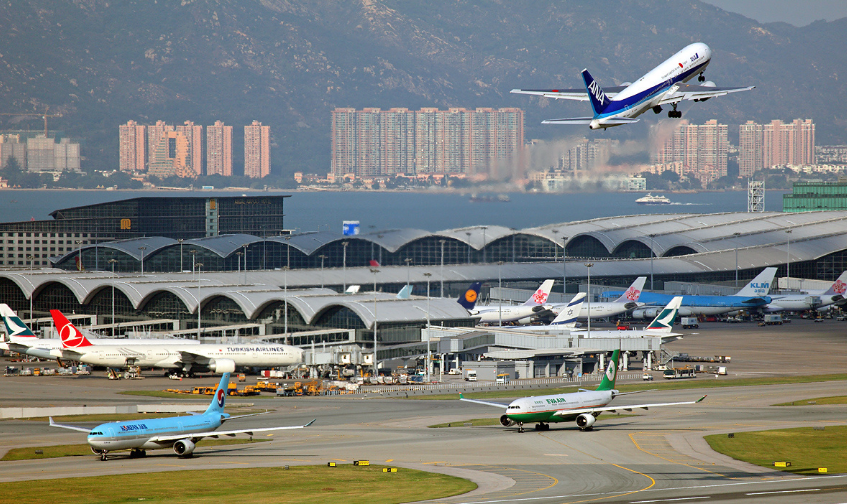 ANA
KLM
TURKISH AIRLINES
KOREAN AIR
EVA AIR